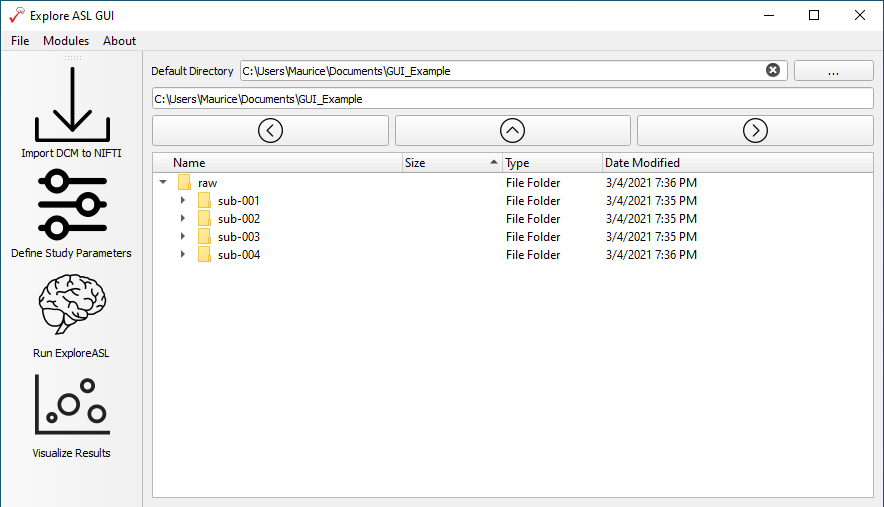 Explore ASL GUI
File Modules About
Default Directory C:\Users\Maurice\Documents\GUI_Example ...
C:\Users\Maurice\Documents\GUI_Example
Import DCM to NIFTI
Define Study Parameters
Run ExploreASL
Visualize Results
Name Size Type Date Modified
raw File Folder 3/4/2021 7:36 PM
sub-001 File Folder 3/4/2021 7:35 PM
sub-002 File Folder 3/4/2021 7:35 PM
sub-003 File Folder 3/4/2021 7:35 PM
sub-004 File Folder 3/4/2021 7:36 PM